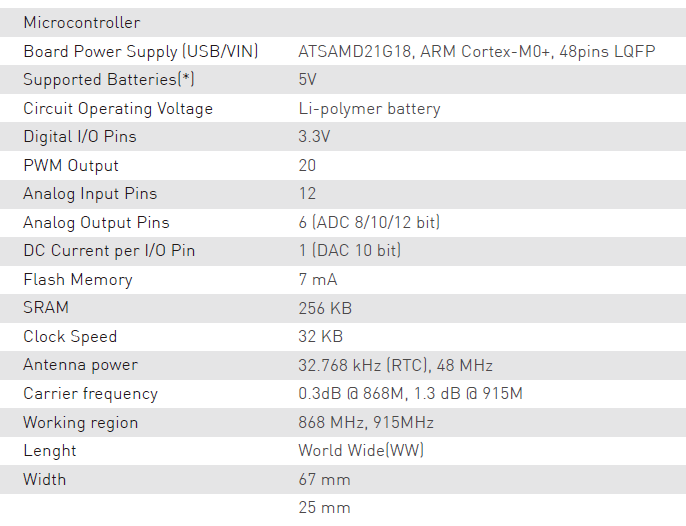 Microcontroller
Board Power Supply (USB/VIN) ATSAMD21G18, ARM Cortex-M0+, 48pins LQFP
Supported Batteries(*) 5V
Circuit Operating Voltage Li-polymer battery
Digital I/O Pins 3.3V
PWM Output 20
Analog Input Pins 12
Analog Output Pins 6 (ADC 8/10/12 bit)
DC Current per I/O Pin 1 (DAC 10 bit)
Flash Memory 7 mA
SRAM 256 KB
Clock Speed 32 KB
Antenna power 32.768 kHz (RTC), 48 MHz
Carrier frequency 0.3dB @ 868M, 1.3 dB @ 915M
Working region 868 MHz, 915MHz
Lenght World Wide(WW)
Width 67 mm
25 mm